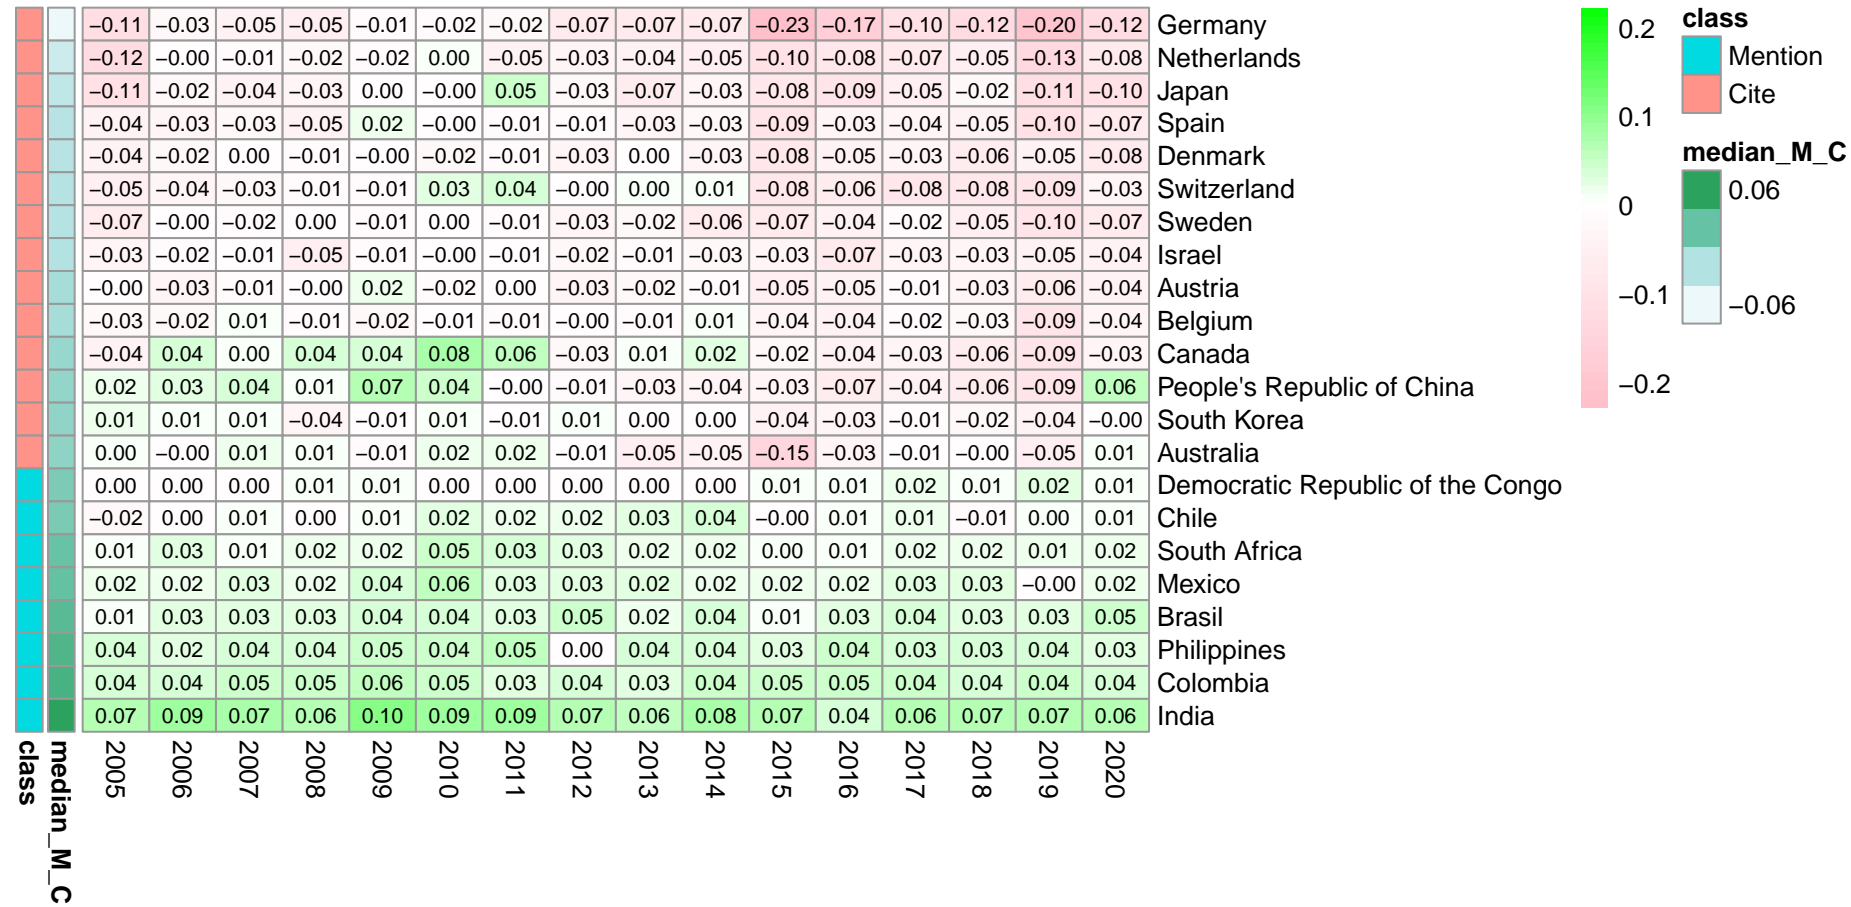 −0.11 −0.03 −0.05 −0.05 −0.01 −0.02 −0.02 −0.07 −0.07 −0.07 −0.23 −0.17 −0.10 −0.12 −0.20 −0.12 Germany
−0.12 −0.00 −0.01 −0.02 −0.02 0.00 −0.05 −0.03 −0.04 −0.05 −0.10 −0.08 −0.07 −0.05 −0.13 −0.08 Netherlands
−0.11 −0.02 −0.04 −0.03 0.00 −0.00 0.05 −0.03 −0.07 −0.03 −0.08 −0.09 −0.05 −0.02 −0.11 −0.10 Japan
−0.04 −0.03 −0.03 −0.05 0.02 −0.00 −0.01 −0.01 −0.03 −0.03 −0.09 −0.03 −0.04 −0.05 −0.10 −0.07 Spain
−0.04 −0.02 0.00 −0.01 −0.00 −0.02 −0.01 −0.03 0.00 −0.03 −0.08 −0.05 −0.03 −0.06 −0.05 −0.08 Denmark
−0.05 −0.04 −0.03 −0.01 −0.01 0.03 0.04 −0.00 0.00 0.01 −0.08 −0.06 −0.08 −0.08 −0.09 −0.03 Switzerland
−0.07 −0.00 −0.02 0.00 −0.01 0.00 −0.01 −0.03 −0.02 −0.06 −0.07 −0.04 −0.02 −0.05 −0.10 −0.07 Sweden
−0.03 −0.02 −0.01 −0.05 −0.01 −0.00 −0.01 −0.02 −0.01 −0.03 −0.03 −0.07 −0.03 −0.03 −0.05 −0.04 Israel
−0.00 −0.03 −0.01 −0.00 0.02 −0.02 0.00 −0.03 −0.02 −0.01 −0.05 −0.05 −0.01 −0.03 −0.06 −0.04 Austria
−0.03 −0.02 0.01 −0.01 −0.02 −0.01 −0.01 −0.00 −0.01 0.01 −0.04 −0.04 −0.02 −0.03 −0.09 −0.04 Belgium
−0.04 0.04 0.00 0.04 0.04 0.08 0.06 −0.03 0.01 0.02 −0.02 −0.04 −0.03 −0.06 −0.09 −0.03 Canada
0.02 0.03 0.04 0.01 0.07 0.04 −0.00 −0.01 −0.03 −0.04 −0.03 −0.07 −0.04 −0.06 −0.09 0.06 People's Republic of China
0.01 0.01 0.01 −0.04 −0.01 0.01 −0.01 0.01 0.00 0.00 −0.04 −0.03 −0.01 −0.02 −0.04 −0.00 South Korea
0.00 −0.00 0.01 0.01 −0.01 0.02 0.02 −0.01 −0.05 −0.05 −0.15 −0.03 −0.01 −0.00 −0.05 0.01 Australia
0.00 0.00 0.00 0.01 0.01 0.00 0.00 0.00 0.00 0.00 0.01 0.01 0.02 0.01 0.02 0.01 Democratic Republic of the Congo
−0.02 0.00 0.01 0.00 0.01 0.02 0.02 0.02 0.03 0.04 −0.00 0.01 0.01 −0.01 0.00 0.01 Chile
0.01 0.03 0.01 0.02 0.02 0.05 0.03 0.03 0.02 0.02 0.00 0.01 0.02 0.02 0.01 0.02 South Africa
0.02 0.02 0.03 0.02 0.04 0.06 0.03 0.03 0.02 0.02 0.02 0.02 0.03 0.03 −0.00 0.02 Mexico
0.01 0.03 0.03 0.03 0.04 0.04 0.03 0.05 0.02 0.04 0.01 0.03 0.04 0.03 0.03 0.05 Brasil
0.04 0.02 0.04 0.04 0.05 0.04 0.05 0.00 0.04 0.04 0.03 0.04 0.03 0.03 0.04 0.03 Philippines
0.04 0.04 0.05 0.05 0.06 0.05 0.03 0.04 0.03 0.04 0.05 0.05 0.04 0.04 0.04 0.04 Colombia
0.07 0.09 0.07 0.06 0.10 0.09 0.09 0.07 0.06 0.08 0.07 0.04 0.06 0.07 0.07 0.06 India
class median_M_C 2005 2006 2007 2008 2009 2010 2011 2012 2013 2014 2015 2016 2017 2018 2019 2020
0.2
0.1
0
−0.1
−0.2
class
Mention
Cite
median_M_C
0.06
−0.06